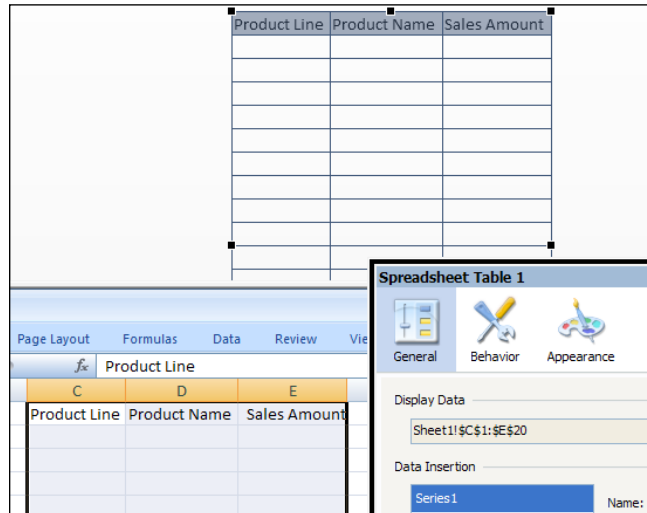 Product Line Product Name Sales Amount
Spreadsheet Table 1
General Behavior Appearance
Display Data
Sheet1!$C$1:$E$20
Data Insertion
Series1
Name:
Page Layout Formulas Data Review Vie
fx Product Line
C D E
Product Line Product Name Sales Amount